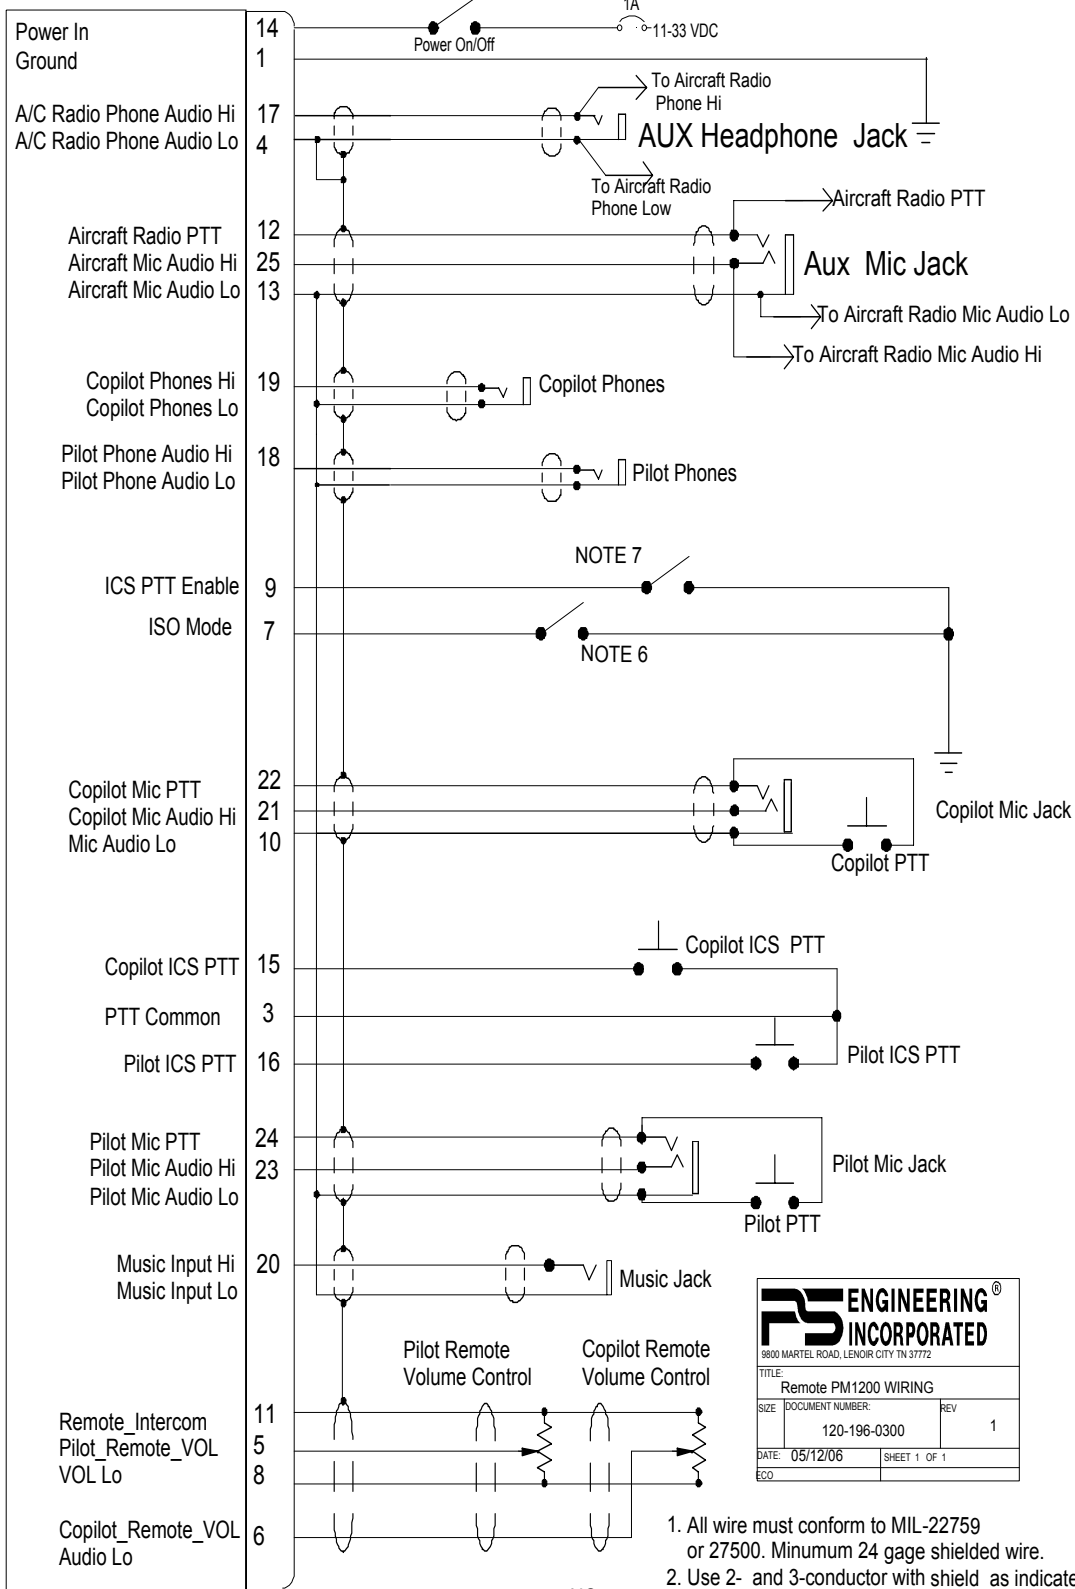 1A
11-33 VDC
Power On/Off
Power In 14
Ground 1
To Aircraft Radio
Phone Hi
A/C Radio Phone Audio Hi 17
A/C Radio Phone Audio Lo 4
AUX Headphone Jack
To Aircraft Radio
Phone Low
Aircraft Radio PTT
Aircraft Radio PTT 12
Aircraft Mic Audio Hi 25
Aircraft Mic Audio Lo 13
Aux Mic Jack
To Aircraft Radio Mic Audio Lo
To Aircraft Radio Mic Audio Hi
Copilot Phones Hi 19
Copilot Phones Lo
Copilot Phones
Pilot Phone Audio Hi 18
Pilot Phone Audio Lo
Pilot Phones
NOTE 7
ICS PTT Enable 9
ISO Mode 7
NOTE 6
Copilot Mic PTT 22
Copilot Mic Audio Hi 21
Mic Audio Lo 10
Copilot Mic Jack
Copilot PTT
Copilot ICS PTT
Copilot ICS PTT 15
PTT Common 3
Pilot ICS PTT 16
Pilot ICS PTT
Pilot Mic PTT 24
Pilot Mic Audio Hi 23
Pilot Mic Audio Lo
Pilot Mic Jack
Pilot PTT
Music Input Hi 20
Music Input Lo
Music Jack
Pilot Remote
Volume Control
Copilot Remote
Volume Control
Remote_Intercom 11
Pilot_Remote_VOL 5
VOL Lo 8
Copilot_Remote_VOL 6
Audio Lo
PS ENGINEERING®
INCORPORATED
9800 MARTEL ROAD, LENOIR CITY TN 37772
TITLE:
Remote PM1200 WIRING
SIZE DOCUMENT NUMBER: REV
120-196-0300 1
DATE: 05/12/06 SHEET 1 OF 1
ECO
1. All wire must conform to MIL-22759
or 27500. Minumum 24 gage shielded wire.
2. Use 2- and 3-conductor with shield as indicate